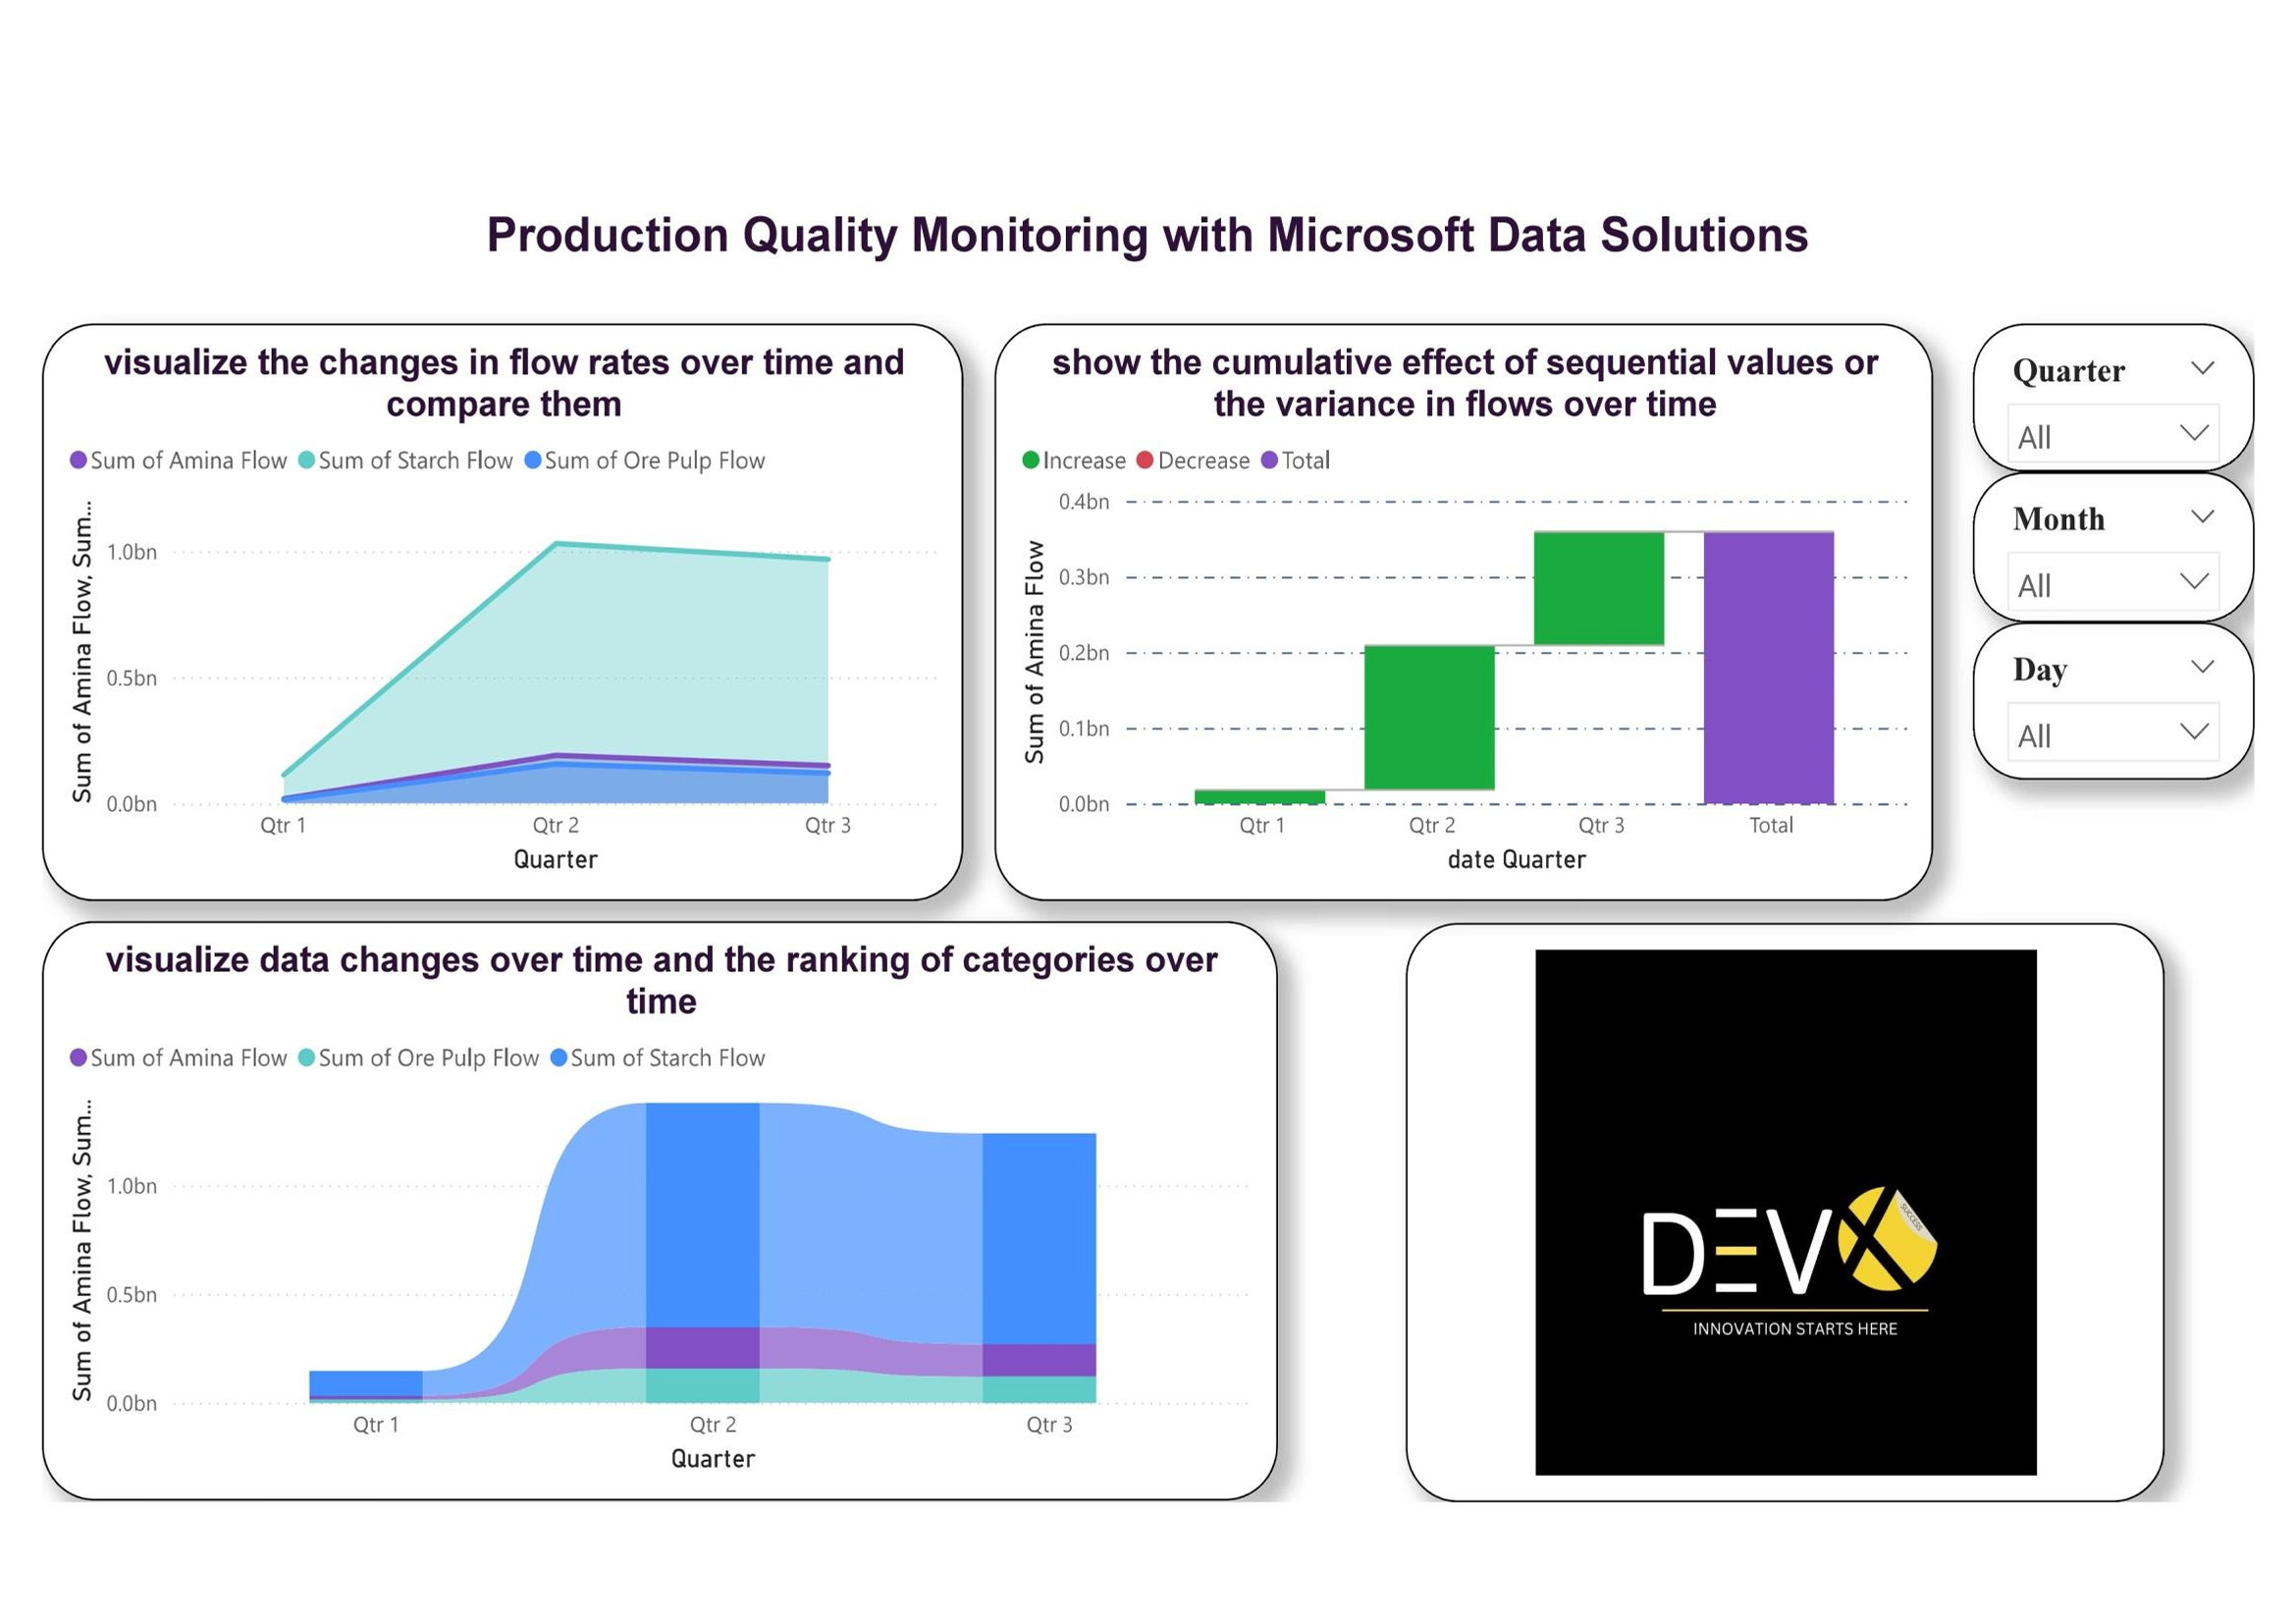 Production Quality Monitoring with Microsoft Data Solutions
visualize the changes in flow rates over time and
compare them
Sum of Amina Flow Sum of Starch Flow Sum of Ore Pulp Flow
Sum of Amina Flow, Sum...
1.0bn
0.5bn
0.0bn
Qtr 1 Qtr 2 Qtr 3
Quarter
show the cumulative effect of sequential values or
the variance in flows over time
Increase Decrease Total
Sum of Amina Flow
0.4bn
0.3bn
0.2bn
0.1bn
0.0bn
Qtr 1 Qtr 2 Qtr 3 Total
date Quarter
Quarter
All
Month
All
Day
All
visualize data changes over time and the ranking of categories over
time
Sum of Amina Flow Sum of Ore Pulp Flow Sum of Starch Flow
Sum of Amina Flow, Sum...
1.0bn
0.5bn
0.0bn
Qtr 1 Qtr 2 Qtr 3
Quarter
DEVX
SUCCESS
INNOVATION STARTS HERE